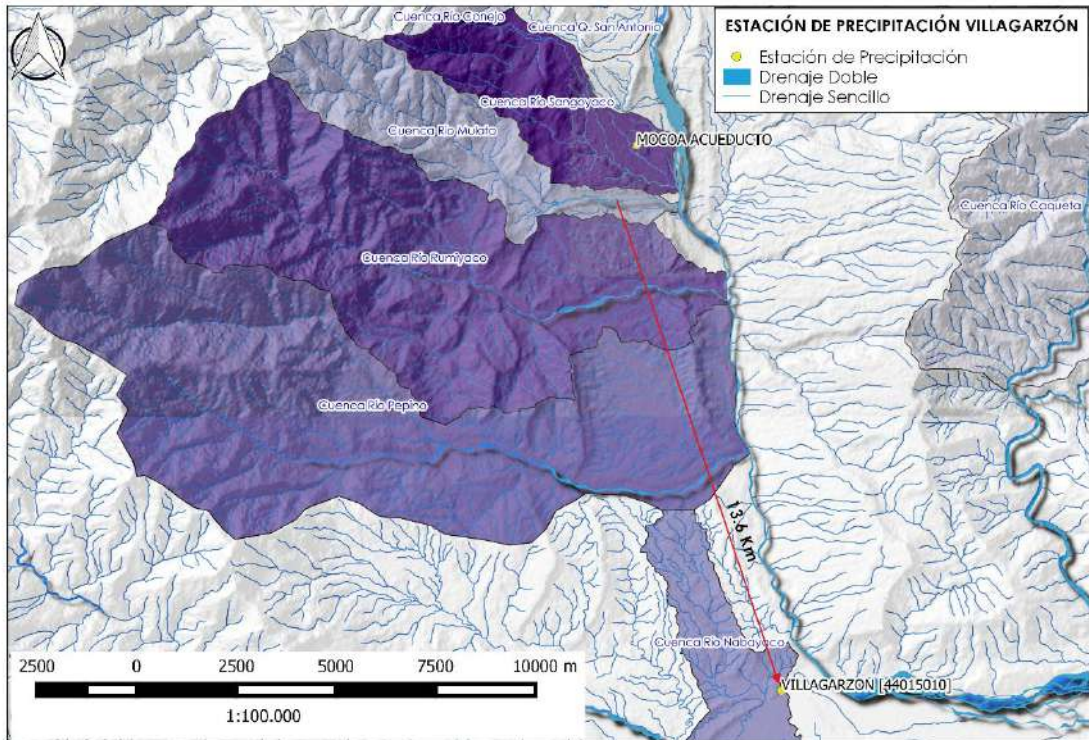 ESTACIÓN DE PRECIPITACIÓN VILLAGARZÓN
Estación de Precipitación
Drenaje Doble
Drenaje Sencillo
Cuenca Río Conejo
Cuenca Q. San Antonio
Cuenca Río Sangoyaco
Cuenca Río Mulato
MOCOA ACUEDUCTO
Cuenca Río Caqueta
Cuenca Río Rumiyaco
Cuenca Río Pepino
13.6 Km
Cuenca Río Nabayaco
VILLAGARZON [44015010]
2500 0 2500 5000 7500 10000 m
1:100.000